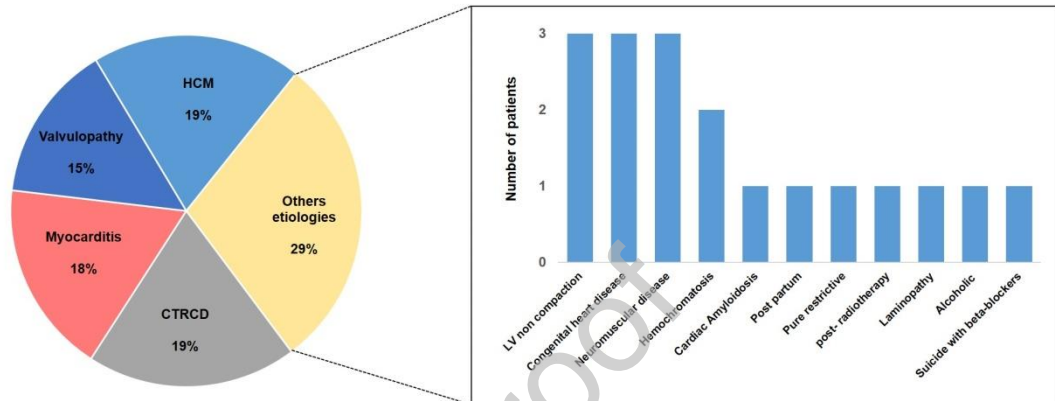 HCM
19%
Valvulopathy
15%
Myocarditis
18%
CTRCD
19%
Others
etiologies
29%
Number of patients
3
2
1
0
LV non compaction
Congenital heart disease
Neuromuscular disease
Hemochromatosis
Cardiac Amyloidosis
Post partum
Pure restrictive
post- radiotherapy
Laminopathy
Alcoholic
Suicide with beta-blockers